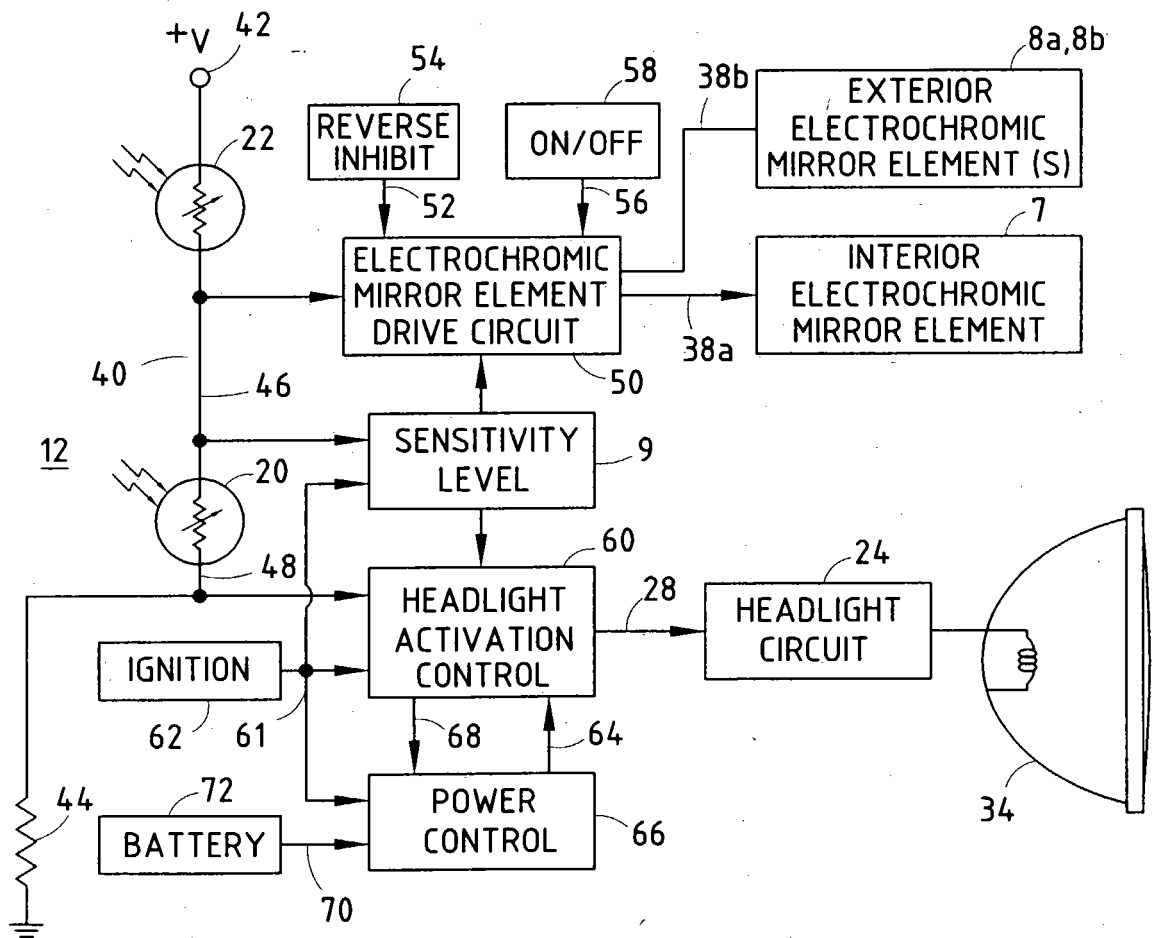 +V
42
54
58
38b
8a,8b
REVERSE
INHIBIT
ON/OFF
EXTERIOR
ELECTROCHROMIC
MIRROR ELEMENT (S)
22
52
56
7
ELECTROCHROMIC
MIRROR ELEMENT
DRIVE CIRCUIT
INTERIOR
ELECTROCHROMIC
MIRROR ELEMENT
38a
40
46
50
12
SENSITIVITY
LEVEL
9
20
48
60
24
HEADLIGHT
ACTIVATION
CONTROL
28
HEADLIGHT
CIRCUIT
IGNITION
62
61
68
64
44
72
BATTERY
POWER
CONTROL
66
34
70